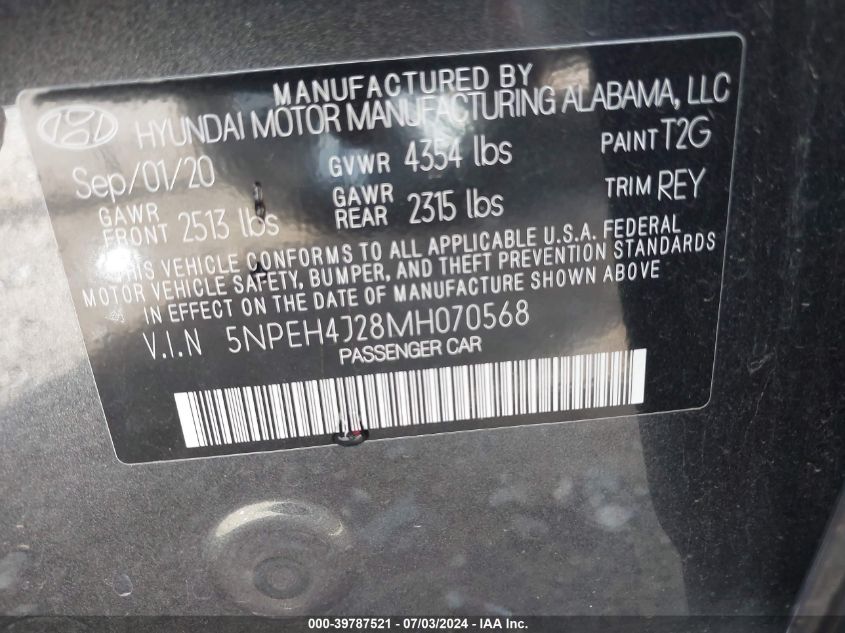 MANUFACTURED BY
HYUNDAI MOTOR MANUFACTURING ALABAMA, LLC
Sep/01/20 GVWR 4354 lbs PAINT T2G
GAWR FRONT 2513 lbs GAWR REAR 2315 lbs TRIM REY
THIS VEHICLE CONFORMS TO ALL APPLICABLE U.S.A. FEDERAL
MOTOR VEHICLE SAFETY, BUMPER, AND THEFT PREVENTION STANDARDS
IN EFFECT ON THE DATE OF MANUFACTURE SHOWN ABOVE
V.I.N 5NPEH4J28MH070568
PASSENGER CAR
000-39787521 - 07/03/2024 - IAA Inc.